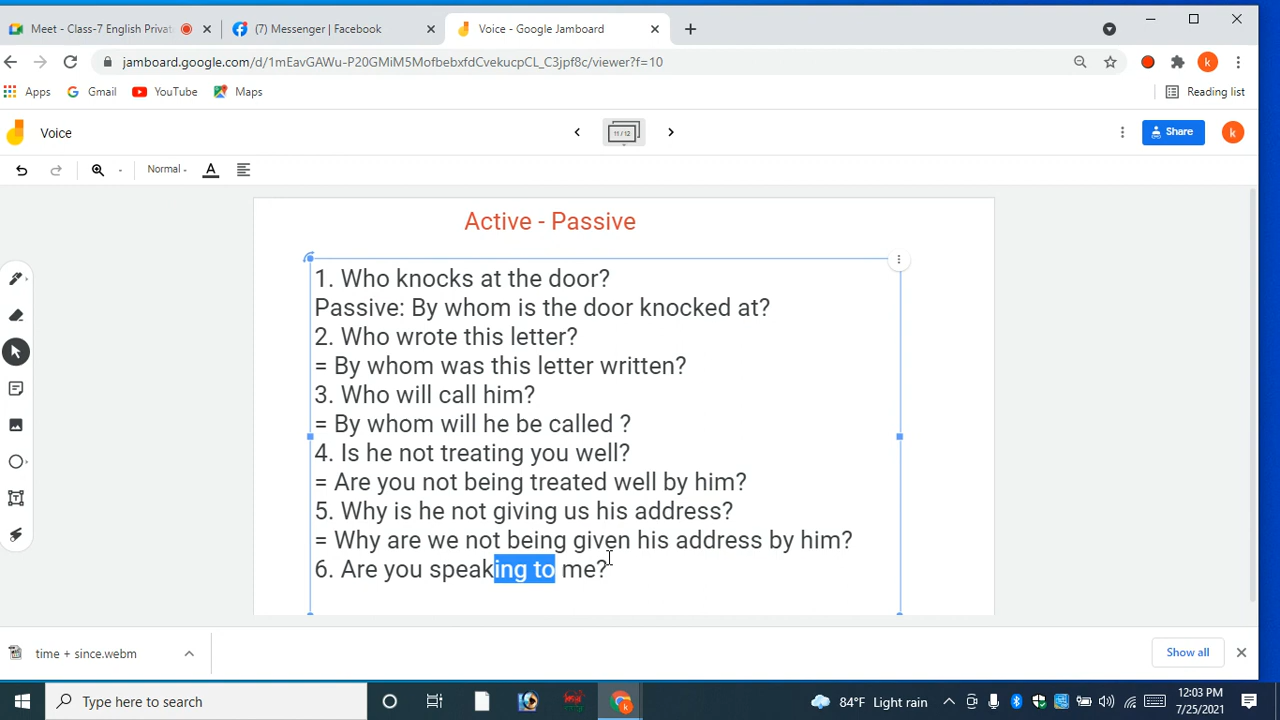 Meet - Class-7 English Privat
(7) Messenger | Facebook
Voice - Google Jamboard
jamboard.google.com/d/1mEavGAWu-P20GMiM5MofbebxfdCvekucpCL_C3jpf8c/viewer?f=10
Apps
Gmail
YouTube
Maps
Reading list
Voice
11 / 12
Share
k
Normal
Active - Passive
1. Who knocks at the door?
Passive: By whom is the door knocked at?
2. Who wrote this letter?
= By whom was this letter written?
3. Who will call him?
= By whom will he be called ?
4. Is he not treating you well?
= Are you not being treated well by him?
5. Why is he not giving us his address?
= Why are we not being given his address by him?
6. Are you speaking to me?
time + since.webm
Show all
Type here to search
84°F Light rain
12:03 PM
7/25/2021